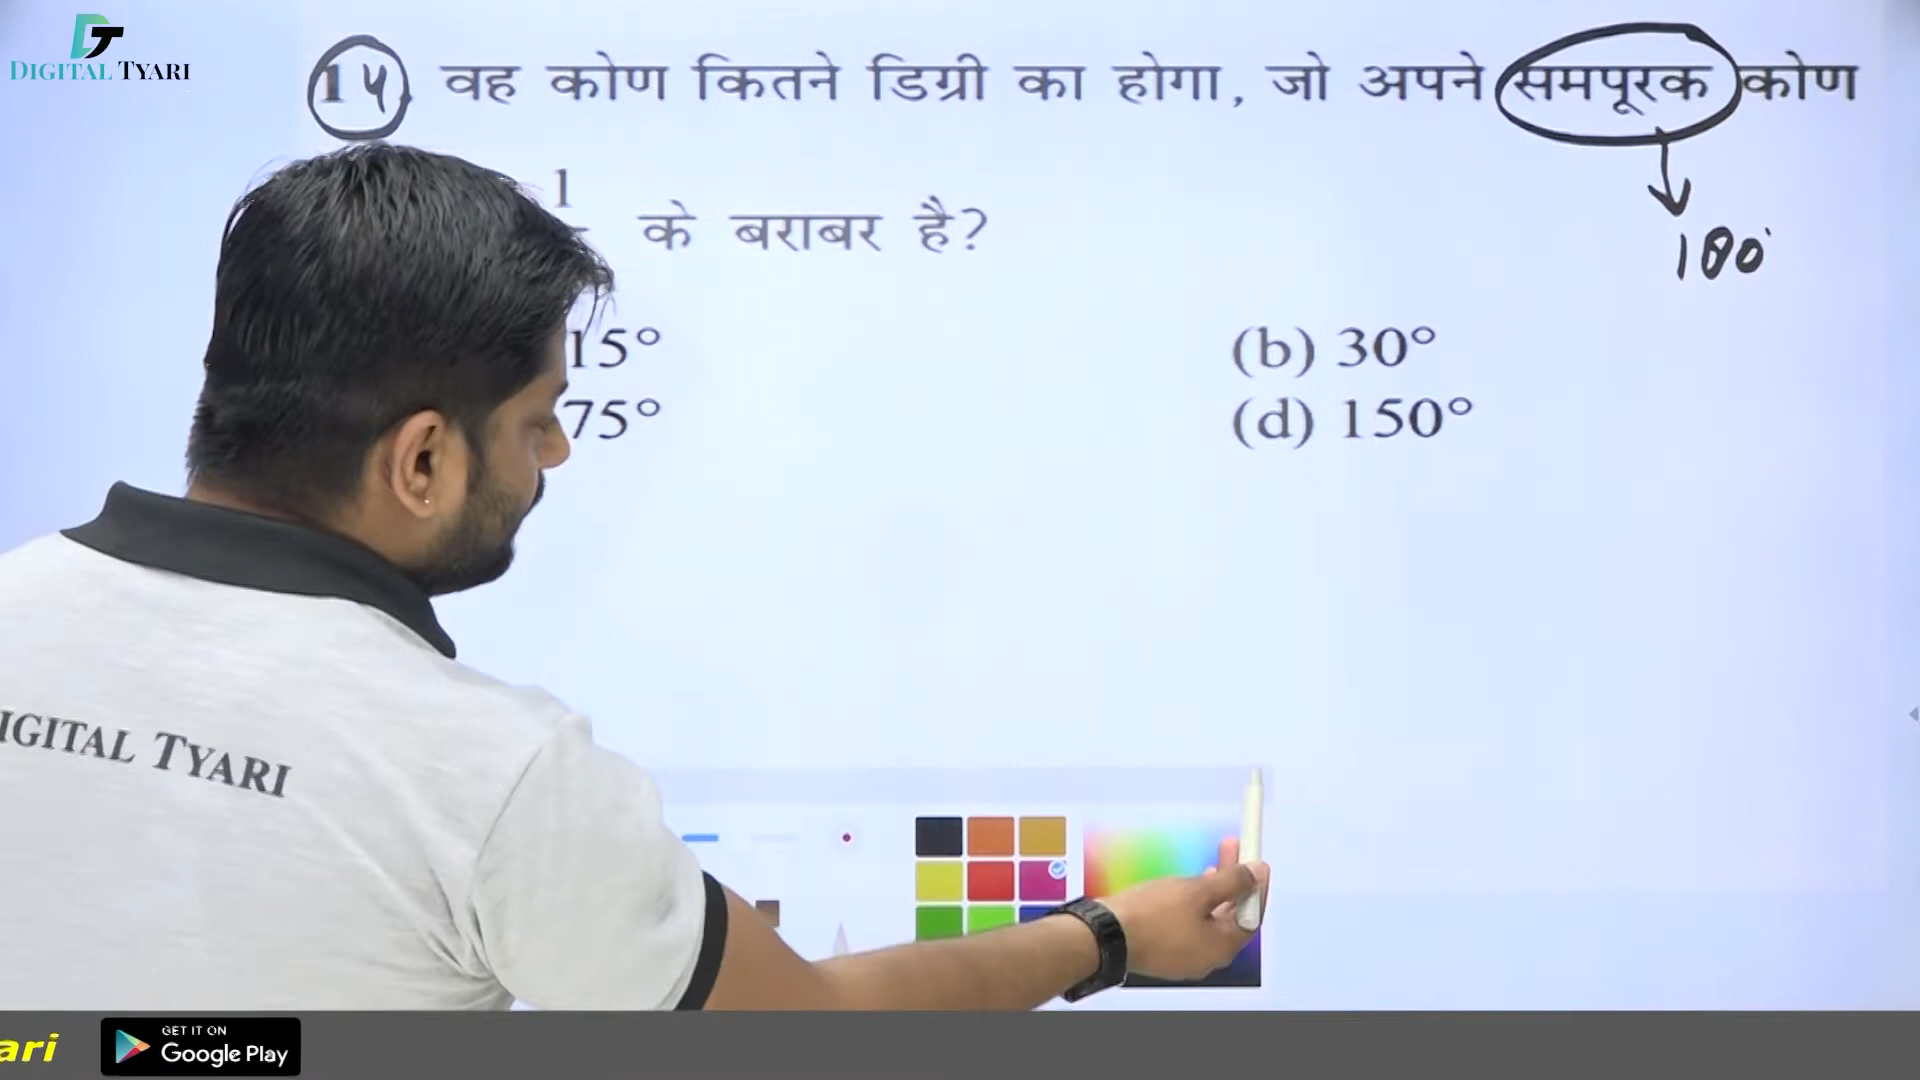 DIGITAL TYARI
14. वह कोण कितने डिग्री का होगा, जो अपने समपूरक कोण
180°
1
के बराबर है?
15° (b) 30°
75° (d) 150°
IGITAL TYARI
ari
GET IT ON
Google Play